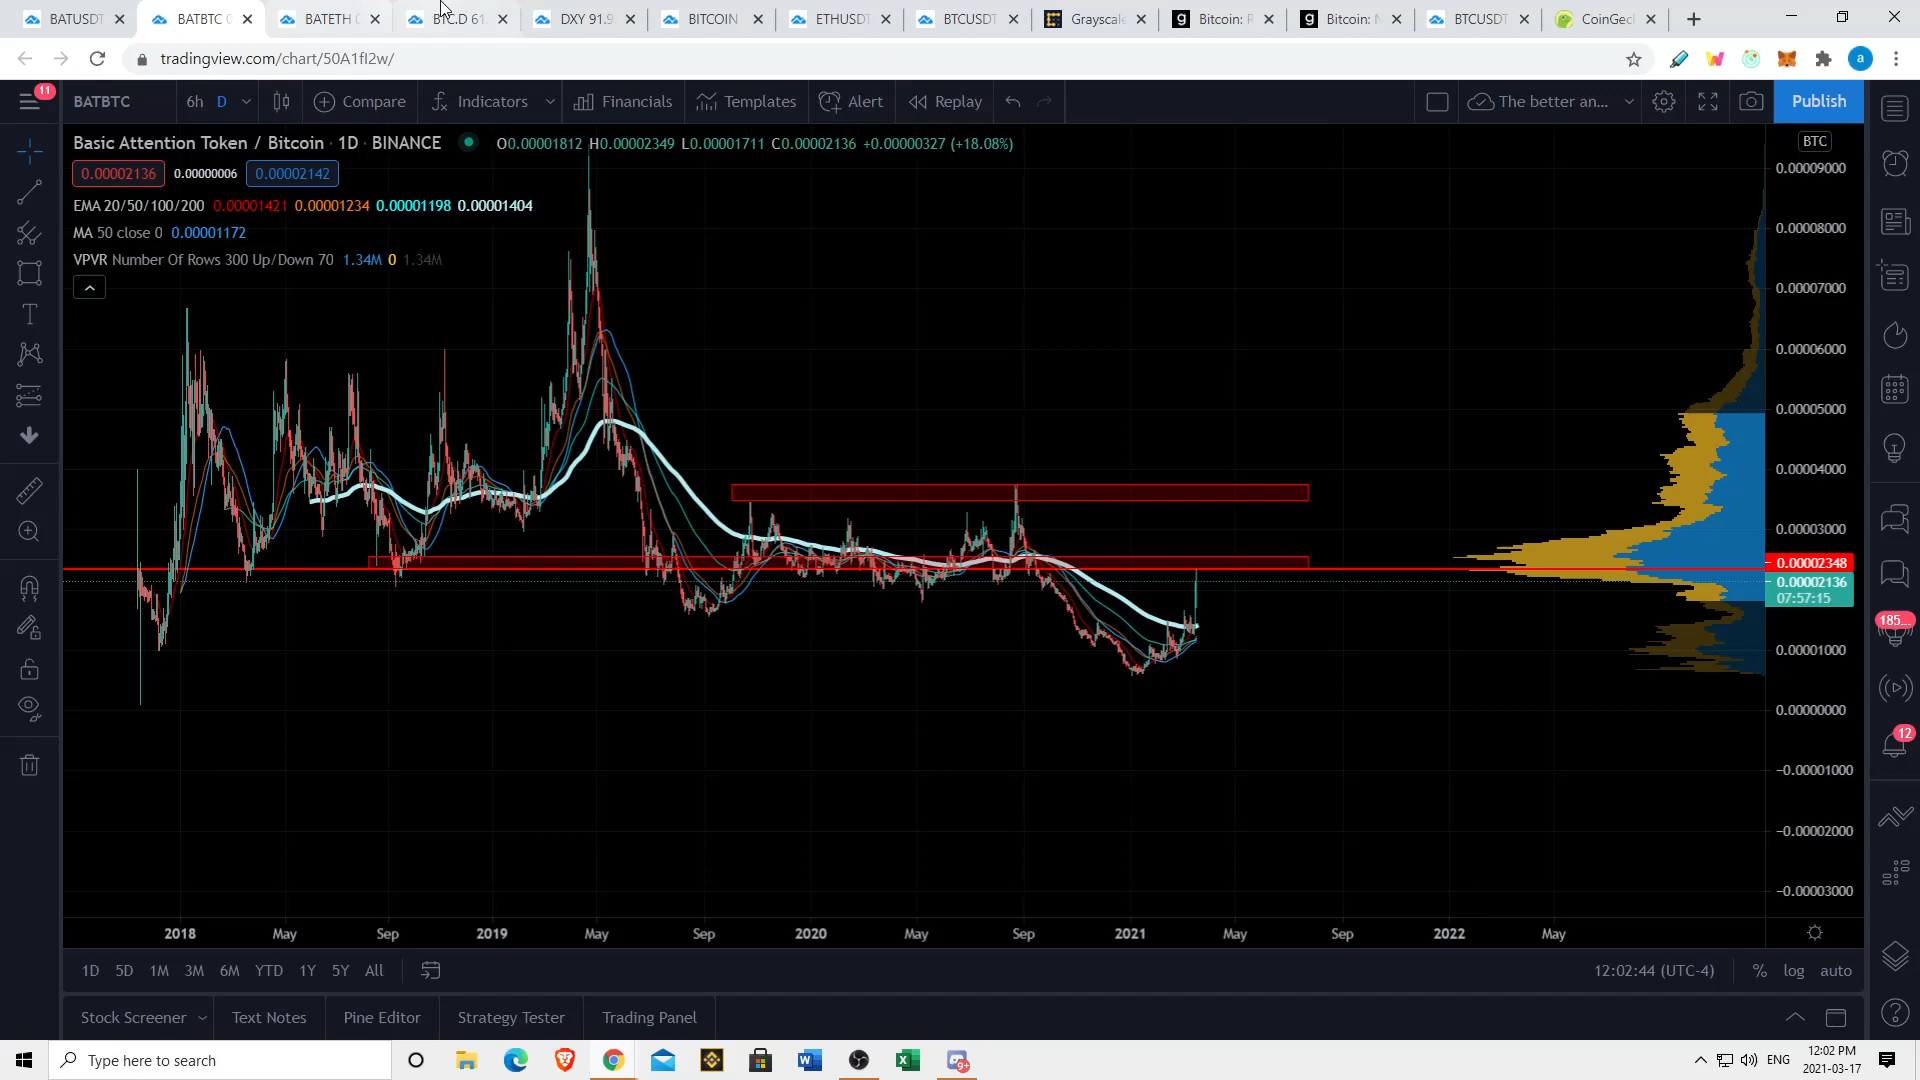 BATUSDT
BATBTC
BATETH
BTC.D 61.
DXY 91.9
BITCOIN
ETHUSDT
BTCUSDT
Grayscale
Bitcoin: R
Bitcoin: N
BTCUSDT
CoinGec
tradingview.com/chart/50A1fI2w/
a
11
BATBTC
6h
D
Compare
Indicators
Financials
Templates
Alert
Replay
The better an...
Publish
Basic Attention Token / Bitcoin · 1D · BINANCE
O0.00001812 H0.00002349 L0.00001711 C0.00002136 +0.00000327 (+18.08%)
BTC
0.00002136
0.00000006
0.00002142
EMA 20/50/100/200 0.00001421 0.00001234 0.00001198 0.00001404
MA 50 close 0 0.00001172
VPVR Number Of Rows 300 Up/Down 70 1.34M 0 1.34M
0.00009000
0.00008000
0.00007000
0.00006000
0.00005000
0.00004000
0.00003000
0.00002348
0.00002136
07:57:15
0.00001000
0.00000000
−0.00001000
−0.00002000
−0.00003000
185...
12
2018
May
Sep
2019
May
Sep
2020
May
Sep
2021
May
Sep
2022
May
1D
5D
1M
3M
6M
YTD
1Y
5Y
All
12:02:44 (UTC-4)
%
log
auto
Stock Screener
Text Notes
Pine Editor
Strategy Tester
Trading Panel
Type here to search
9+
ENG
12:02 PM
2021-03-17